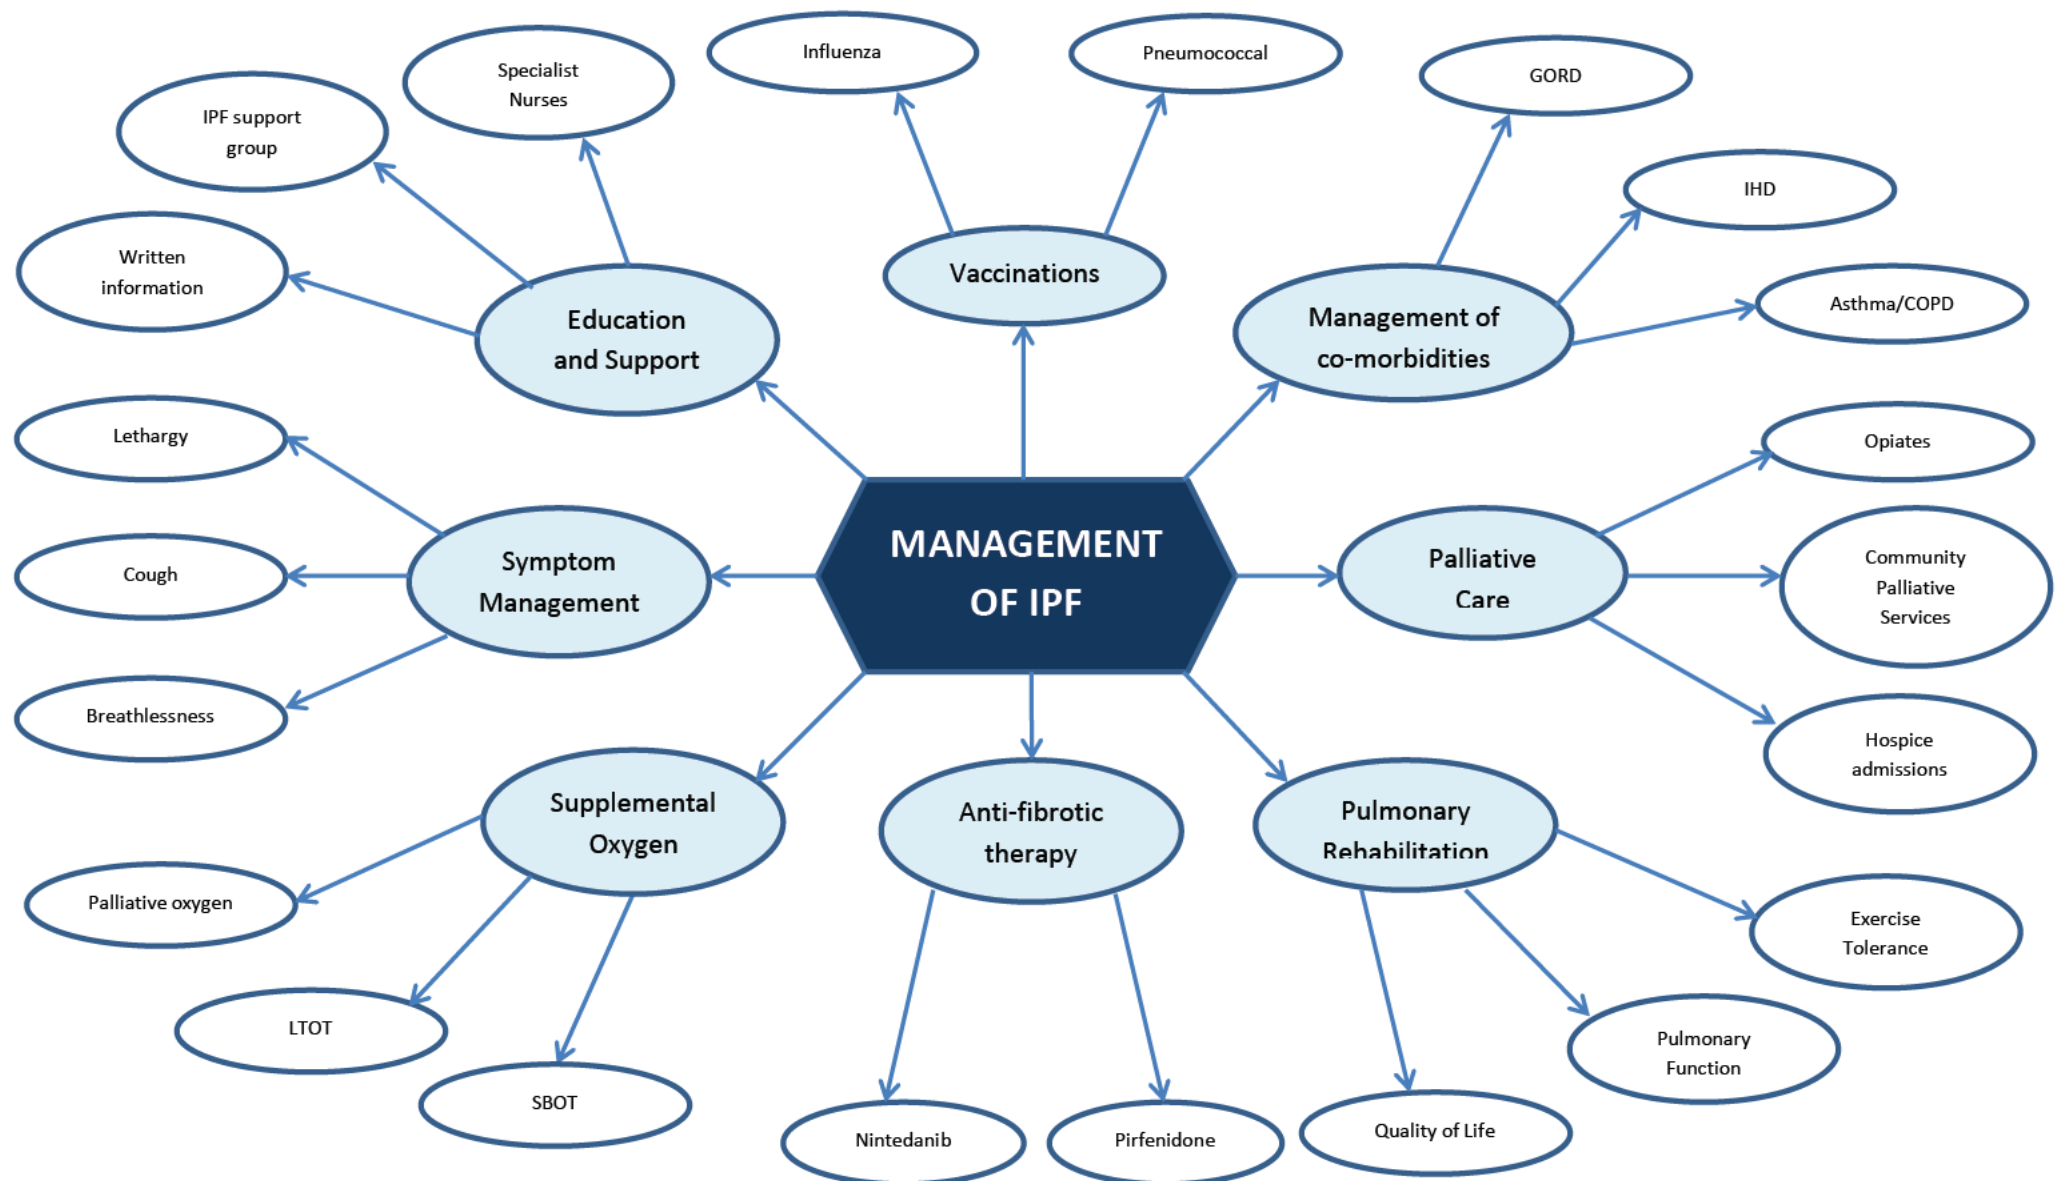 Influenza
Pneumococcal
Specialist
Nurses
GORD
IPF support
group
IHD
Written
information
Vaccinations
Asthma/COPD
Education
and Support
Management of
co-morbidities
Lethargy
Opiates
MANAGEMENT
OF IPF
Symptom
Management
Palliative
Care
Cough
Community
Palliative
Services
Breathlessness
Hospice
admissions
Supplemental
Oxygen
Anti-fibrotic
therapy
Pulmonary
Rehabilitation
Palliative oxygen
Exercise
Tolerance
LTOT
Pulmonary
Function
SBOT
Nintedanib
Pirfenidone
Quality of Life